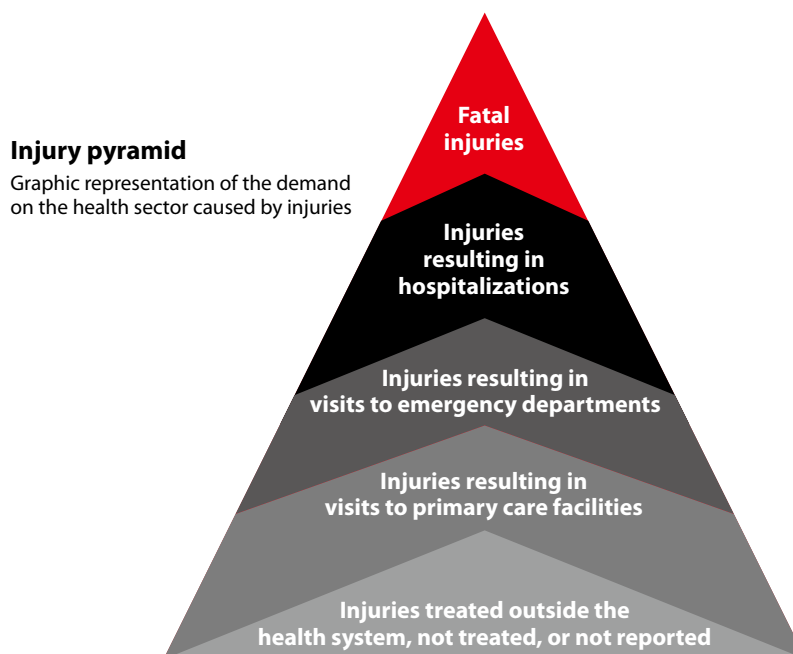 Injury pyramid
Graphic representation of the demand
on the health sector caused by injuries
Fatal
injuries
Injuries
resulting in
hospitalizations
Injuries resulting in
visits to emergency departments
Injuries resulting in
visits to primary care facilities
Injuries treated outside the
health system, not treated, or not reported